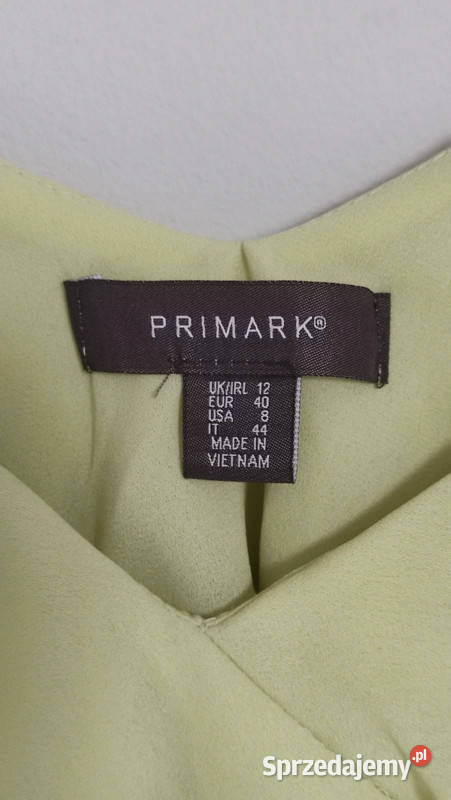 PRIMARK®
UK/IRL 12
EUR 40
USA 8
IT 44
MADE IN
VIETNAM
Sprzedajemy.pl